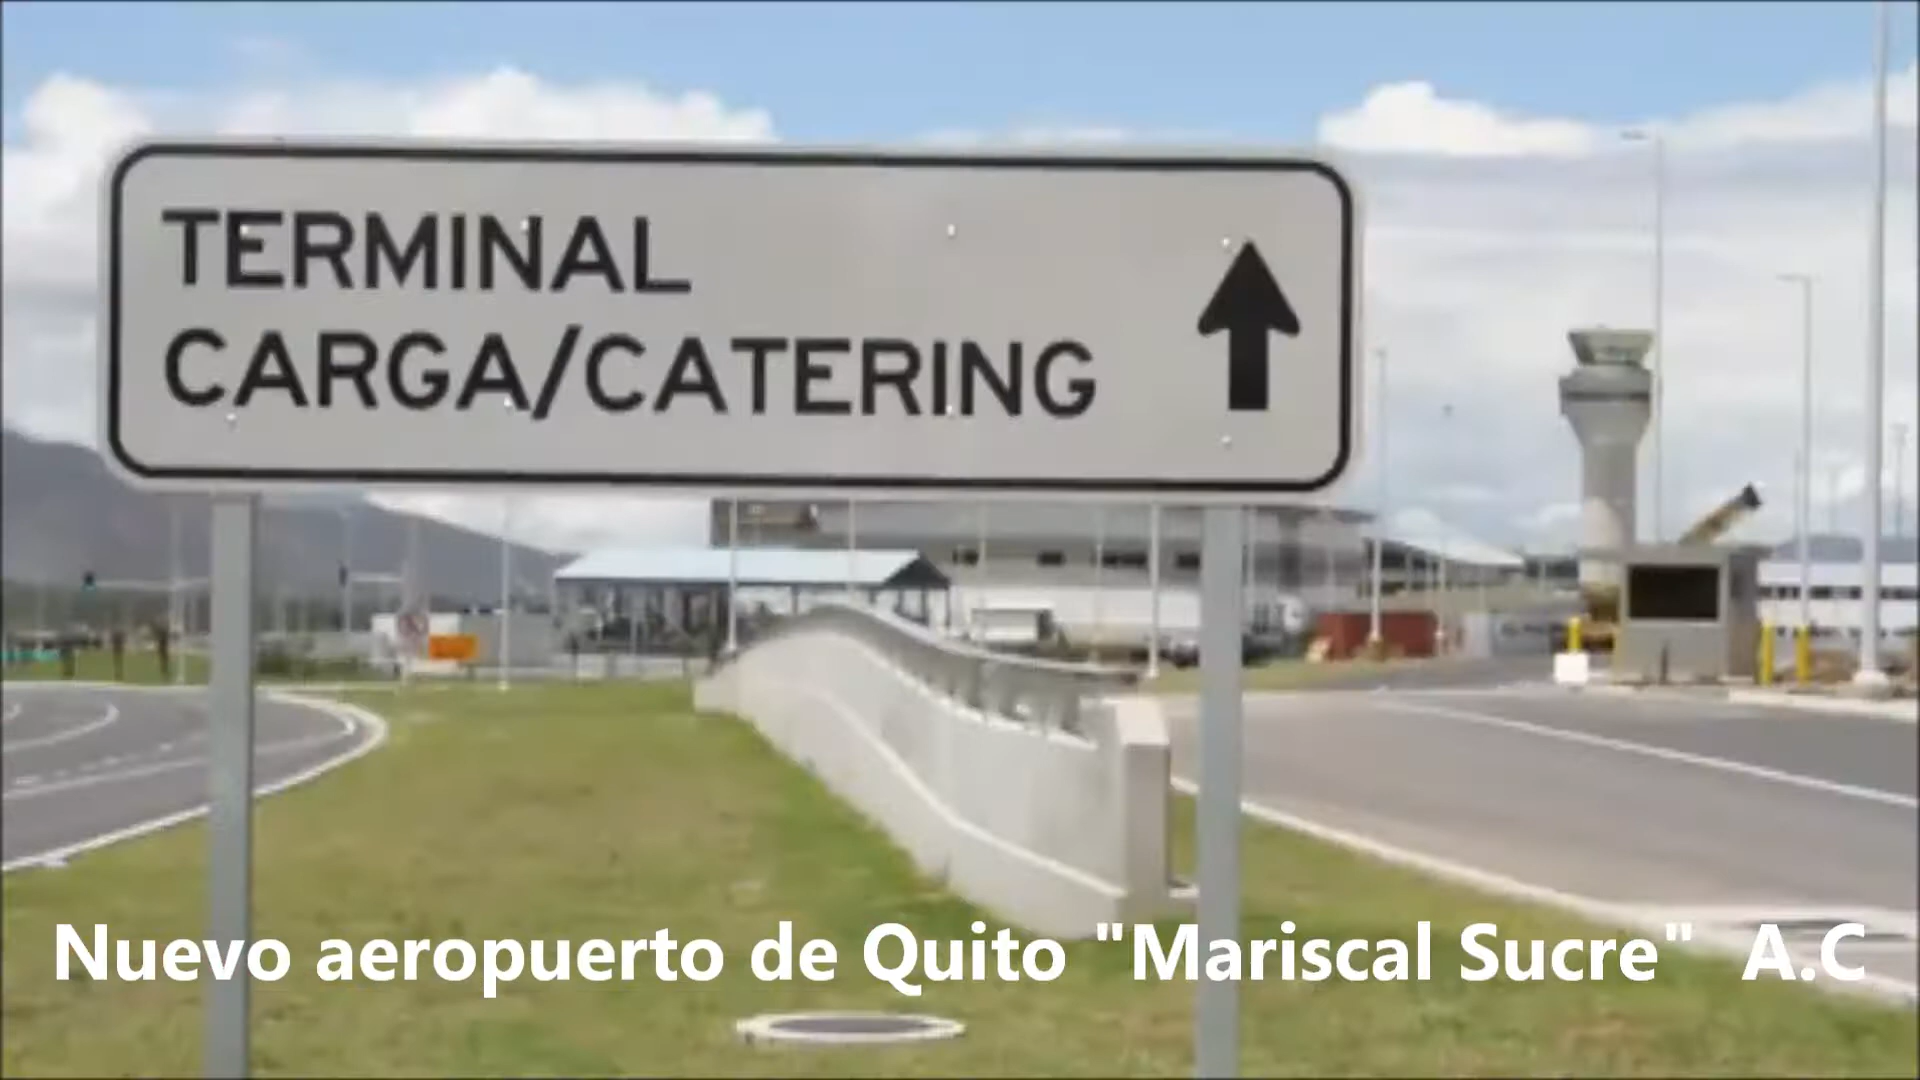 TERMINAL
CARGA/CATERING
Nuevo aeropuerto de Quito "Mariscal Sucre" A.C